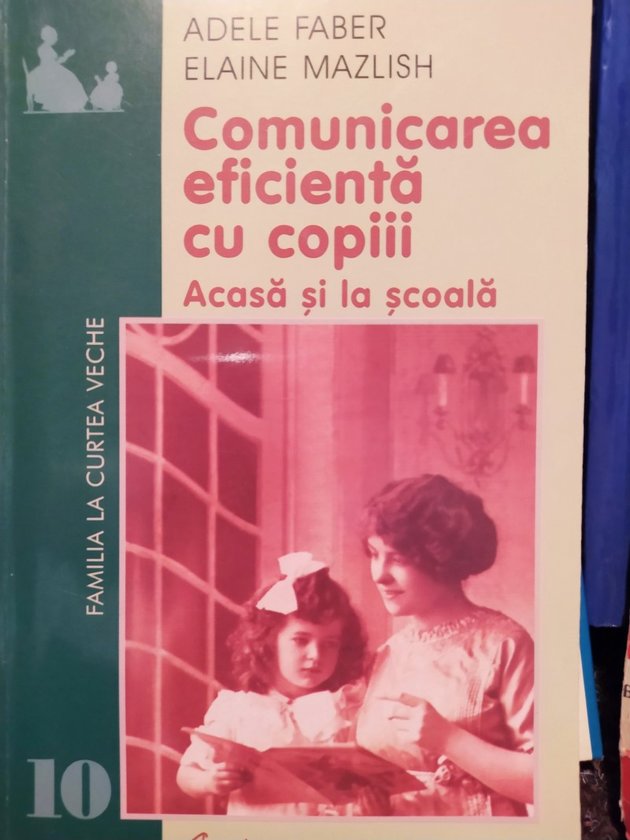 ADELE FABER
ELAINE MAZLISH
Comunicarea
eficientă
cu copiii
Acasă și la școală
FAMILIA LA CURTEA VECHE
10